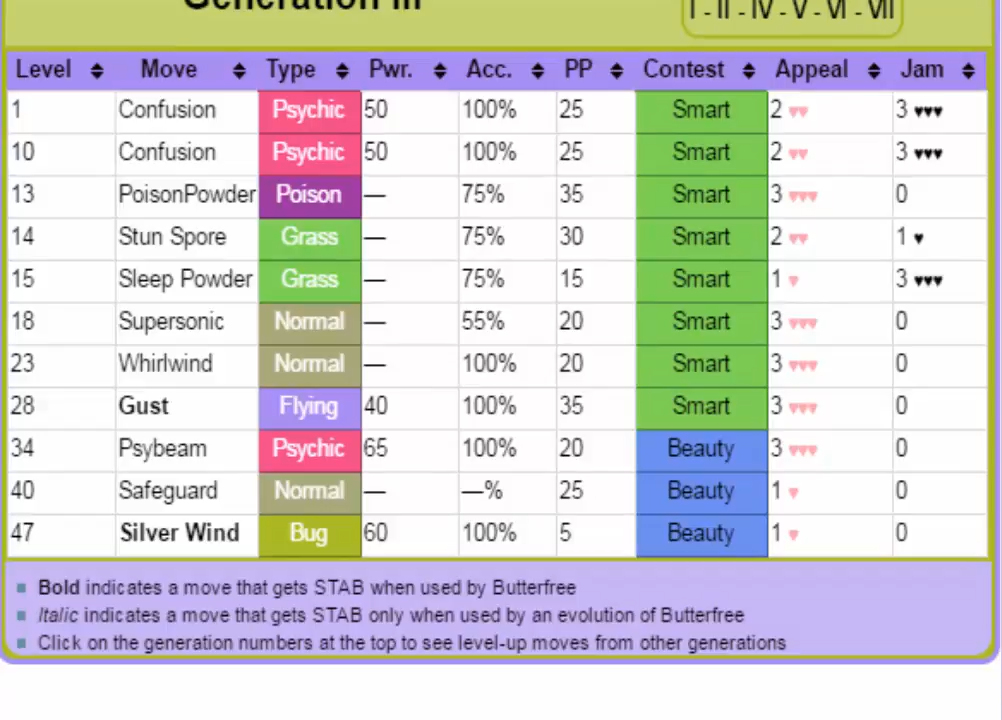 Generation III
I - II - IV - V - VI - VII
Level Move Type Pwr. Acc. PP Contest Appeal Jam
1 Confusion Psychic 50 100% 25 Smart 2 ♥♥ 3 ♥♥♥
10 Confusion Psychic 50 100% 25 Smart 2 ♥♥ 3 ♥♥♥
13 PoisonPowder Poison — 75% 35 Smart 3 ♥♥♥ 0
14 Stun Spore Grass — 75% 30 Smart 2 ♥♥ 1 ♥
15 Sleep Powder Grass — 75% 15 Smart 1 ♥ 3 ♥♥♥
18 Supersonic Normal — 55% 20 Smart 3 ♥♥♥ 0
23 Whirlwind Normal — 100% 20 Smart 3 ♥♥♥ 0
28 Gust Flying 40 100% 35 Smart 3 ♥♥♥ 0
34 Psybeam Psychic 65 100% 20 Beauty 3 ♥♥♥ 0
40 Safeguard Normal — —% 25 Beauty 1 ♥ 0
47 Silver Wind Bug 60 100% 5 Beauty 1 ♥ 0
Bold indicates a move that gets STAB when used by Butterfree
Italic indicates a move that gets STAB only when used by an evolution of Butterfree
Click on the generation numbers at the top to see level-up moves from other generations